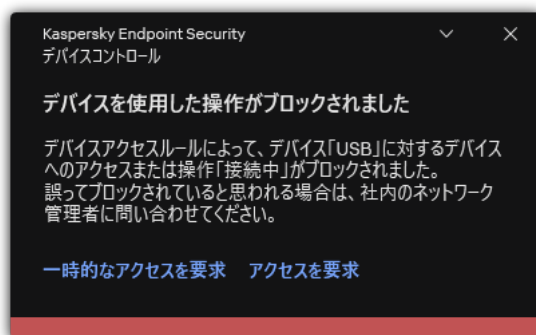 Kaspersky Endpoint Security
デバイスコントロール
デバイスを使用した操作がブロックされました
デバイスアクセスルールによって、デバイス「USB」に対するデバイス
へのアクセスまたは操作「接続中」がブロックされました。
誤ってブロックされていると思われる場合は、社内のネットワーク
管理者に問い合わせてください。
一時的なアクセスを要求 アクセスを要求